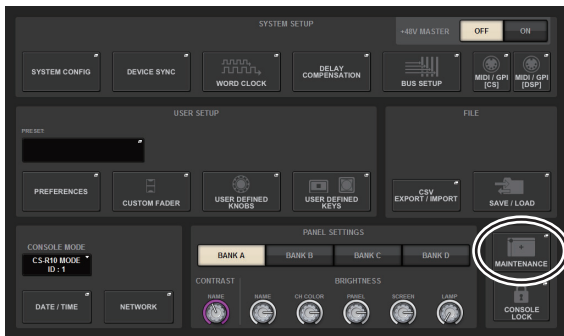 SYSTEM SETUP
+48V MASTER
OFF
ON
SYSTEM CONFIG
DEVICE SYNC
WORD CLOCK
DELAY
COMPENSATION
BUS SETUP
MIDI / GPI
[CS]
MIDI / GPI
[DSP]
USER SETUP
PRESET
PREFERENCES
CUSTOM FADER
USER DEFINED
KNOBS
USER DEFINED
KEYS
FILE
CSV
EXPORT / IMPORT
SAVE / LOAD
CONSOLE MODE
CS-R10 MODE
ID : 1
DATE / TIME
NETWORK
PANEL SETTINGS
BANK A
BANK B
BANK C
BANK D
CONTRAST
BRIGHTNESS
NAME
NAME
CH COLOR
PANEL
SCREEN
LAMP
MAINTENANCE
CONSOLE
LOCK